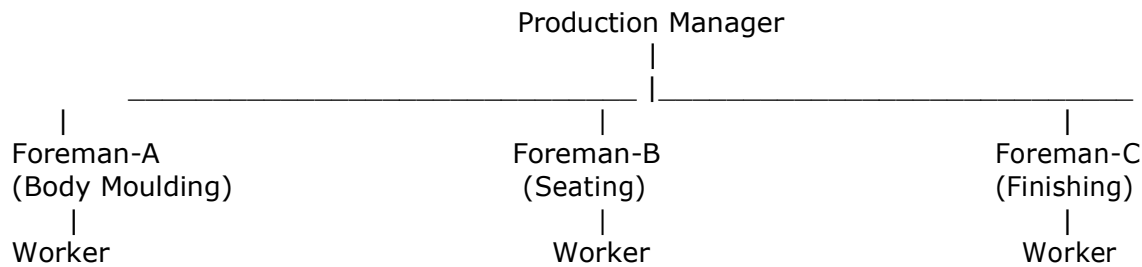 Production Manager
Foreman-A Foreman-B Foreman-C
(Body Moulding) (Seating) (Finishing)
Worker Worker Worker